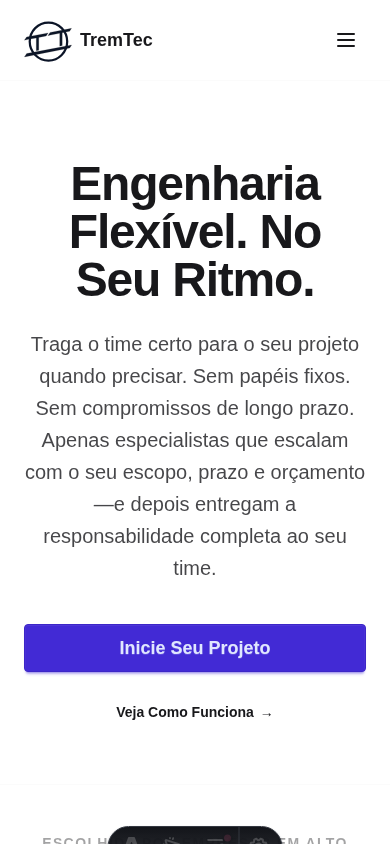 TremTec
Engenharia
Flexível. No
Seu Ritmo.
Traga o time certo para o seu projeto
quando precisar. Sem papéis fixos.
Sem compromissos de longo prazo.
Apenas especialistas que escalam
com o seu escopo, prazo e orçamento
—e depois entregam a
responsabilidade completa ao seu
time.
Inicie Seu Projeto
Veja Como Funciona →
ALTO